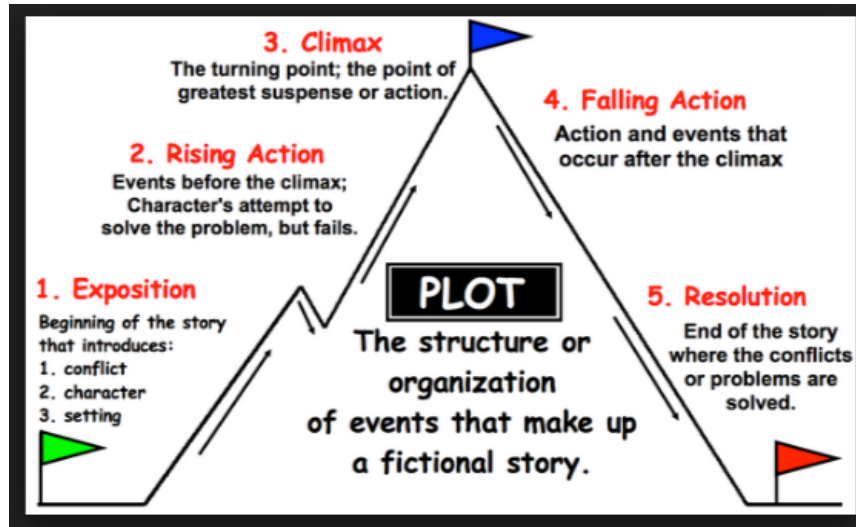 3. Climax
The turning point; the point of
greatest suspense or action.
2. Rising Action
Events before the climax;
Character's attempt to
solve the problem, but fails.
1. Exposition
Beginning of the story
that introduces:
1. conflict
2. character
3. setting
4. Falling Action
Action and events that
occur after the climax
5. Resolution
End of the story
where the conflicts
or problems are
solved.
PLOT
The structure or
organization
of events that make up
a fictional story.